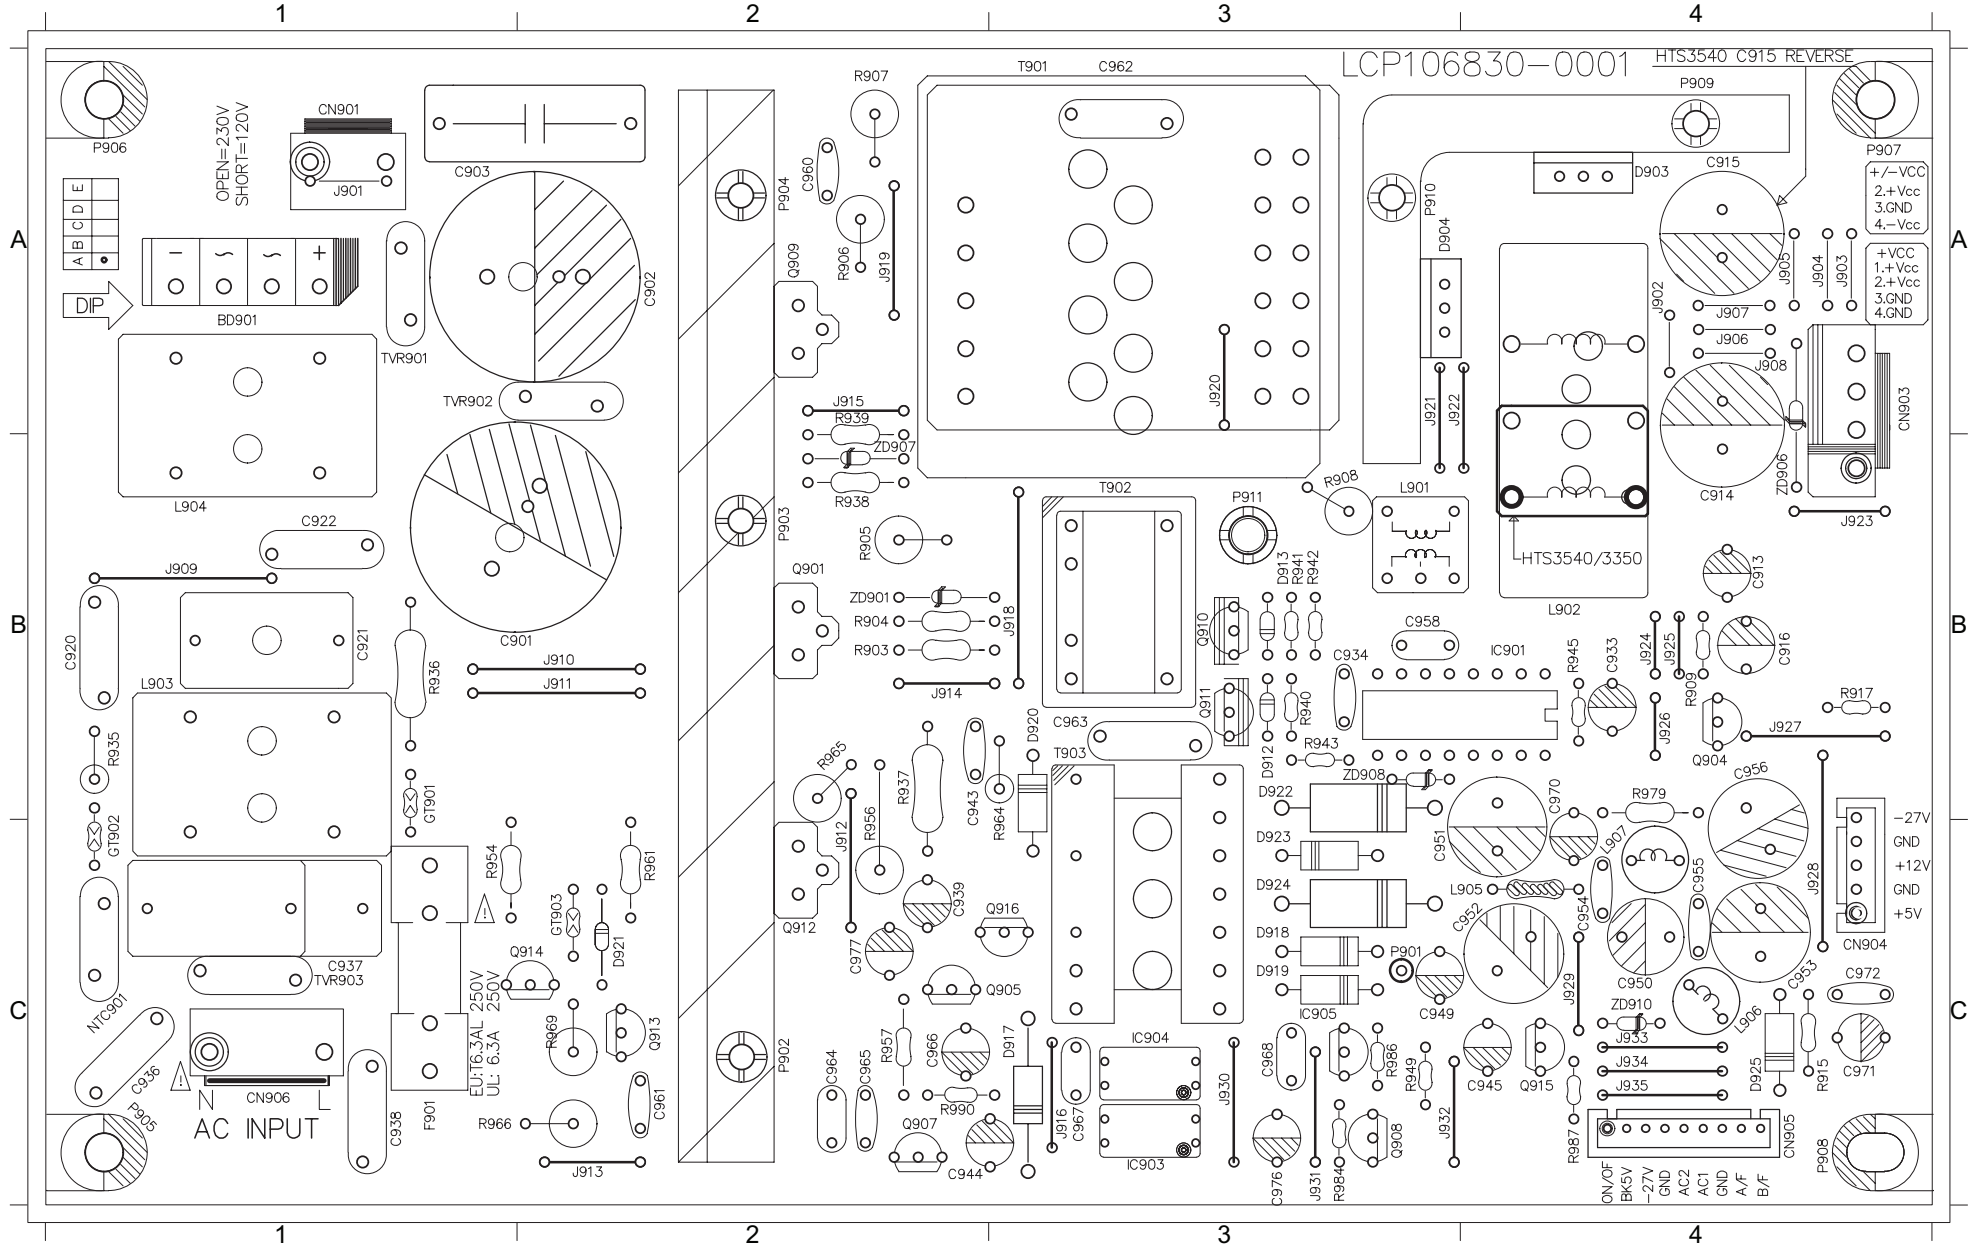 1 2 3 4
LCP106830-0001
HTS3540 C915 REVERSE
P906
OPEN=230V
SHORT=120V
CN901
J901
C903
R907
C960
P904
T901 C962
P909
P910
C915
D903
P907
+/-VCC
2.+Vcc
3.GND
4.-Vcc
+VCC
1.+Vcc
2.+Vcc
3.GND
4.GND
A B C D E
A
A
DIP
- ~ ~ +
BD901
TVR901
C902
Q909
R906
J919
D904
J902
J905
J904
J903
J907
J906
J908
CN903
TVR902
J915
R939
ZD907
R938
J920
J921
J922
ZD906
C914
J923
L904
C922
J909
P903
R905
T902
P911
R908
L901
HTS3540/3350
L902
C913
B
B
C920
C921
R936
C901
J910
J911
Q901
ZD901
R904
R903
J914
J918
Q910
D913
R941
R942
C934
C958
IC901
R945
C933
J924
J925
R909
C916
L903
R935
GT902
GT901
R965
R956
J912
R937
C943
R964
D920
C963
T903
Q911
D912
R940
R943
ZD908
D922
J926
Q904
R917
J927
R954
R961
Q912
C977
C939
Q916
D923
D924
D918
D919
C951
C970
L905
C952
L907
R979
C954
C955
C956
J928
-27V
GND
+12V
GND
+5V
CN904
C937
TVR903
GT903
D921
Q914
Q905
P901
C949
J929
C950
C953
C972
C
C
NTC901
C936
P905
CN906
N L
AC INPUT
C938
F901
EU:T6.3AL 250V
UL: 6.3A 250V
R969
Q913
R966
C961
J913
P902
C964
C965
R957
C966
R990
Q907
C944
D917
J916
C967
IC904
IC903
J930
C968
IC905
R986
R949
C976
J931
R984
Q908
J932
C945
Q915
R987
ZD910
L906
J933
J934
J935
D925
R915
C971
CN905
P908
ON/OF
BK5V
-27V
GND
AC2
AC1
GND
A/F
B/F
1 2 3 4